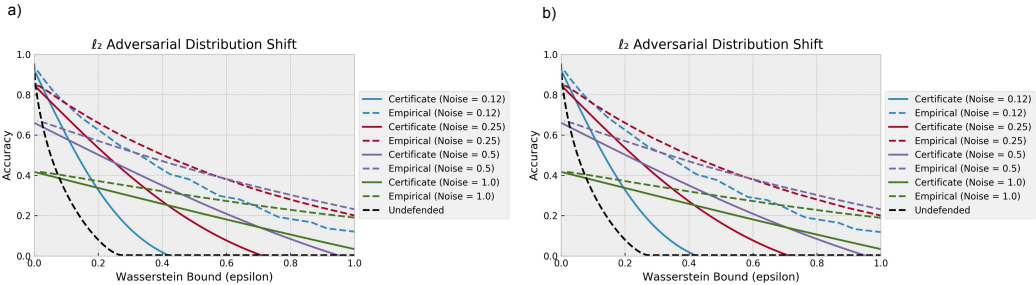 a)
ℓ₂ Adversarial Distribution Shift
1.0
0.8
0.6
0.4
0.2
0.0
0.0
0.2
0.4
0.6
0.8
1.0
Accuracy
Wasserstein Bound (epsilon)
Certificate (Noise = 0.12)
Empirical (Noise = 0.12)
Certificate (Noise = 0.25)
Empirical (Noise = 0.25)
Certificate (Noise = 0.5)
Empirical (Noise = 0.5)
Certificate (Noise = 1.0)
Empirical (Noise = 1.0)
Undefended
b)
ℓ₂ Adversarial Distribution Shift
1.0
0.8
0.6
0.4
0.2
0.0
0.0
0.2
0.4
0.6
0.8
1.0
Accuracy
Wasserstein Bound (epsilon)
Certificate (Noise = 0.12)
Empirical (Noise = 0.12)
Certificate (Noise = 0.25)
Empirical (Noise = 0.25)
Certificate (Noise = 0.5)
Empirical (Noise = 0.5)
Certificate (Noise = 1.0)
Empirical (Noise = 1.0)
Undefended